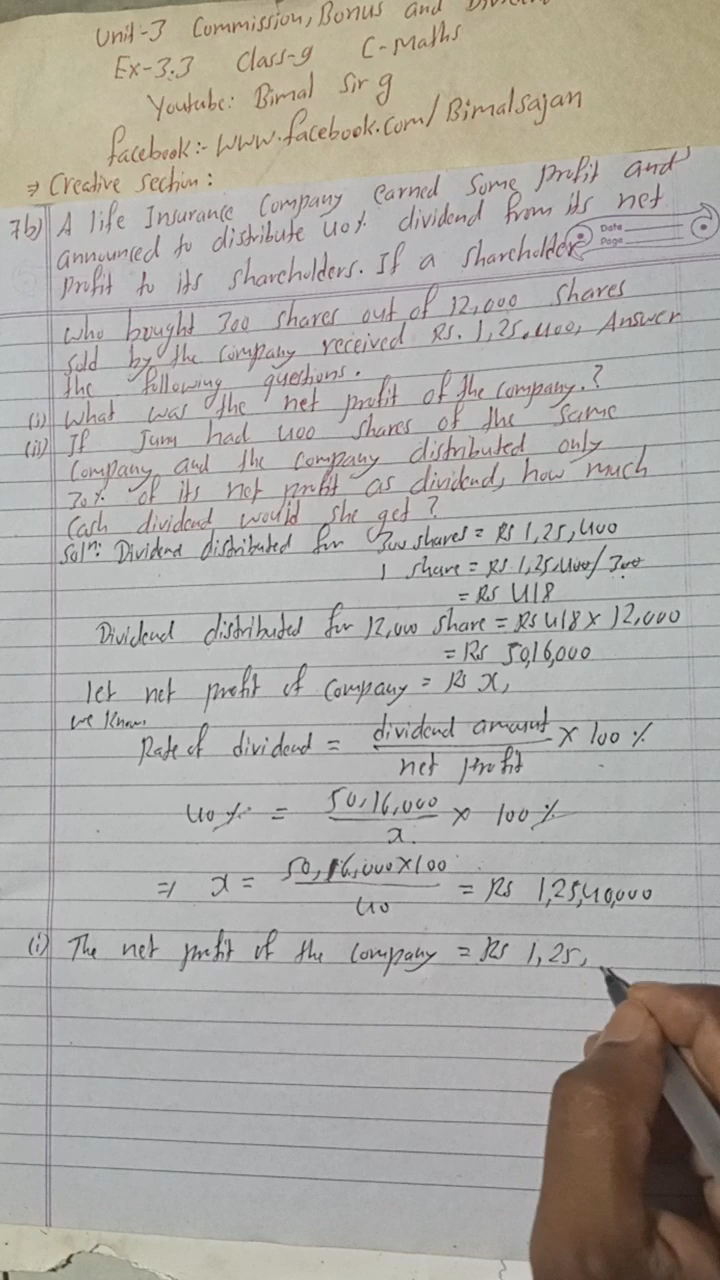 Unit-3 Commission, Bonus and
Ex-3.3 Class-9 C-Maths
Youtube: Bimal Sir g
facebook:- www.facebook.com/Bimalsajan
⇒ Creative section:
7b) A life Insurance Company earned some profit and
announced to distribute 40% dividend from its net
Date
Page
profit to its shareholders. If a shareholder
who bought 300 shares out of 12,000 shares
sold by the company received Rs. 1,25,400, Answer
the following questions.
(i) What was the net profit of the company.?
(ii) If Jumy had 400 shares of the same
company and the company distributed only
30% of its net profit as dividend, how much
cash dividend would she get?
Solⁿ: Dividend distributed for 300 shares = Rs 1,25,400
1 share = Rs 1,25,400/300
= Rs 418
Dividend distributed for 12,000 share = Rs 418 × 12,000
= Rs 50,16,000
let net profit of company = Rs x,
we know
Rate of dividend = dividend amount / net profit × 100 %
40 % = 50,16,000 / x × 100 %
⇒ x = 50,16,000×100 / 40 = Rs 1,25,40,000
(i) The net profit of the company = Rs 1,25,